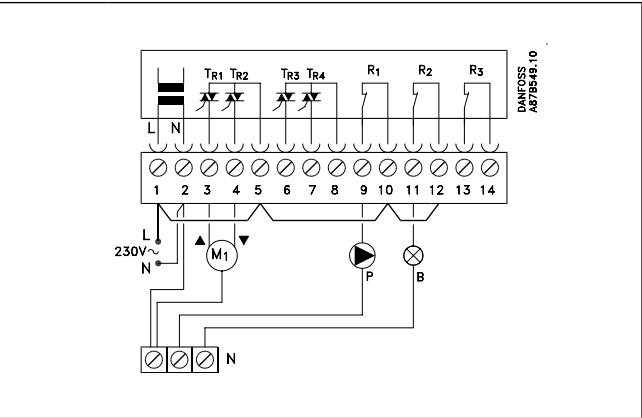 TR1 TR2 TR3 TR4 R1 R2 R3
DANFOSS
A87B549.10
L N
1 2 3 4 5 6 7 8 9 10 11 12 13 14
L
230V~
N
▲ M1 ▼
P
B
N